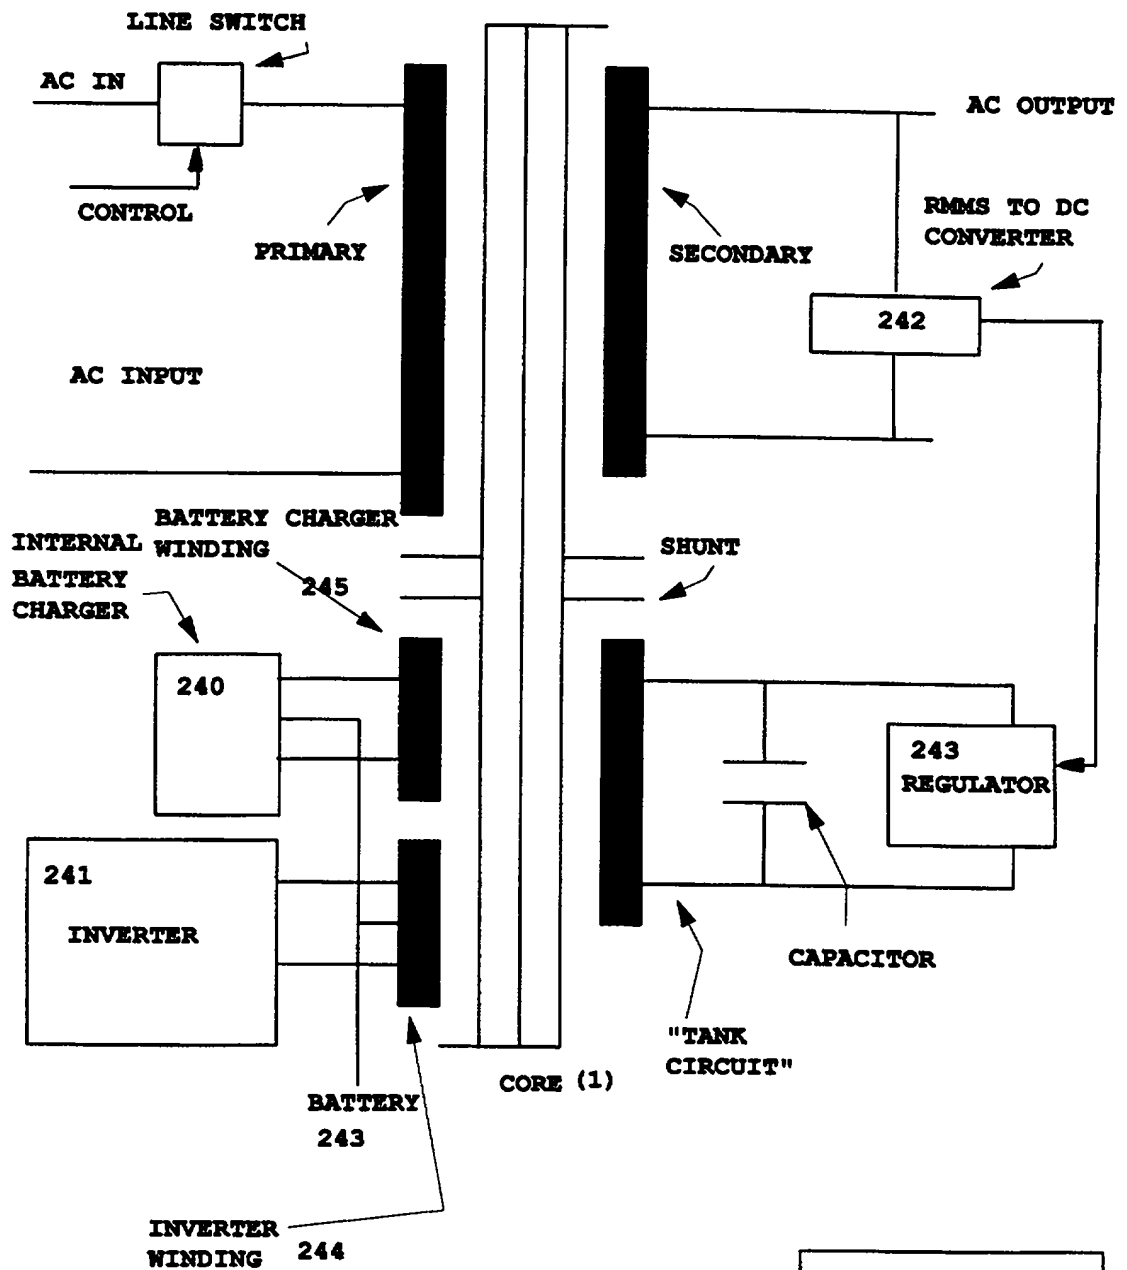 LINE SWITCH
AC IN
AC OUTPUT
CONTROL
PRIMARY
SECONDARY
RMMS TO DC
CONVERTER
242
AC INPUT
BATTERY CHARGER
WINDING
245
INTERNAL
BATTERY
CHARGER
SHUNT
240
243
REGULATOR
241
INVERTER
CAPACITOR
"TANK
CIRCUIT"
CORE (1)
BATTERY
243
INVERTER
WINDING
244